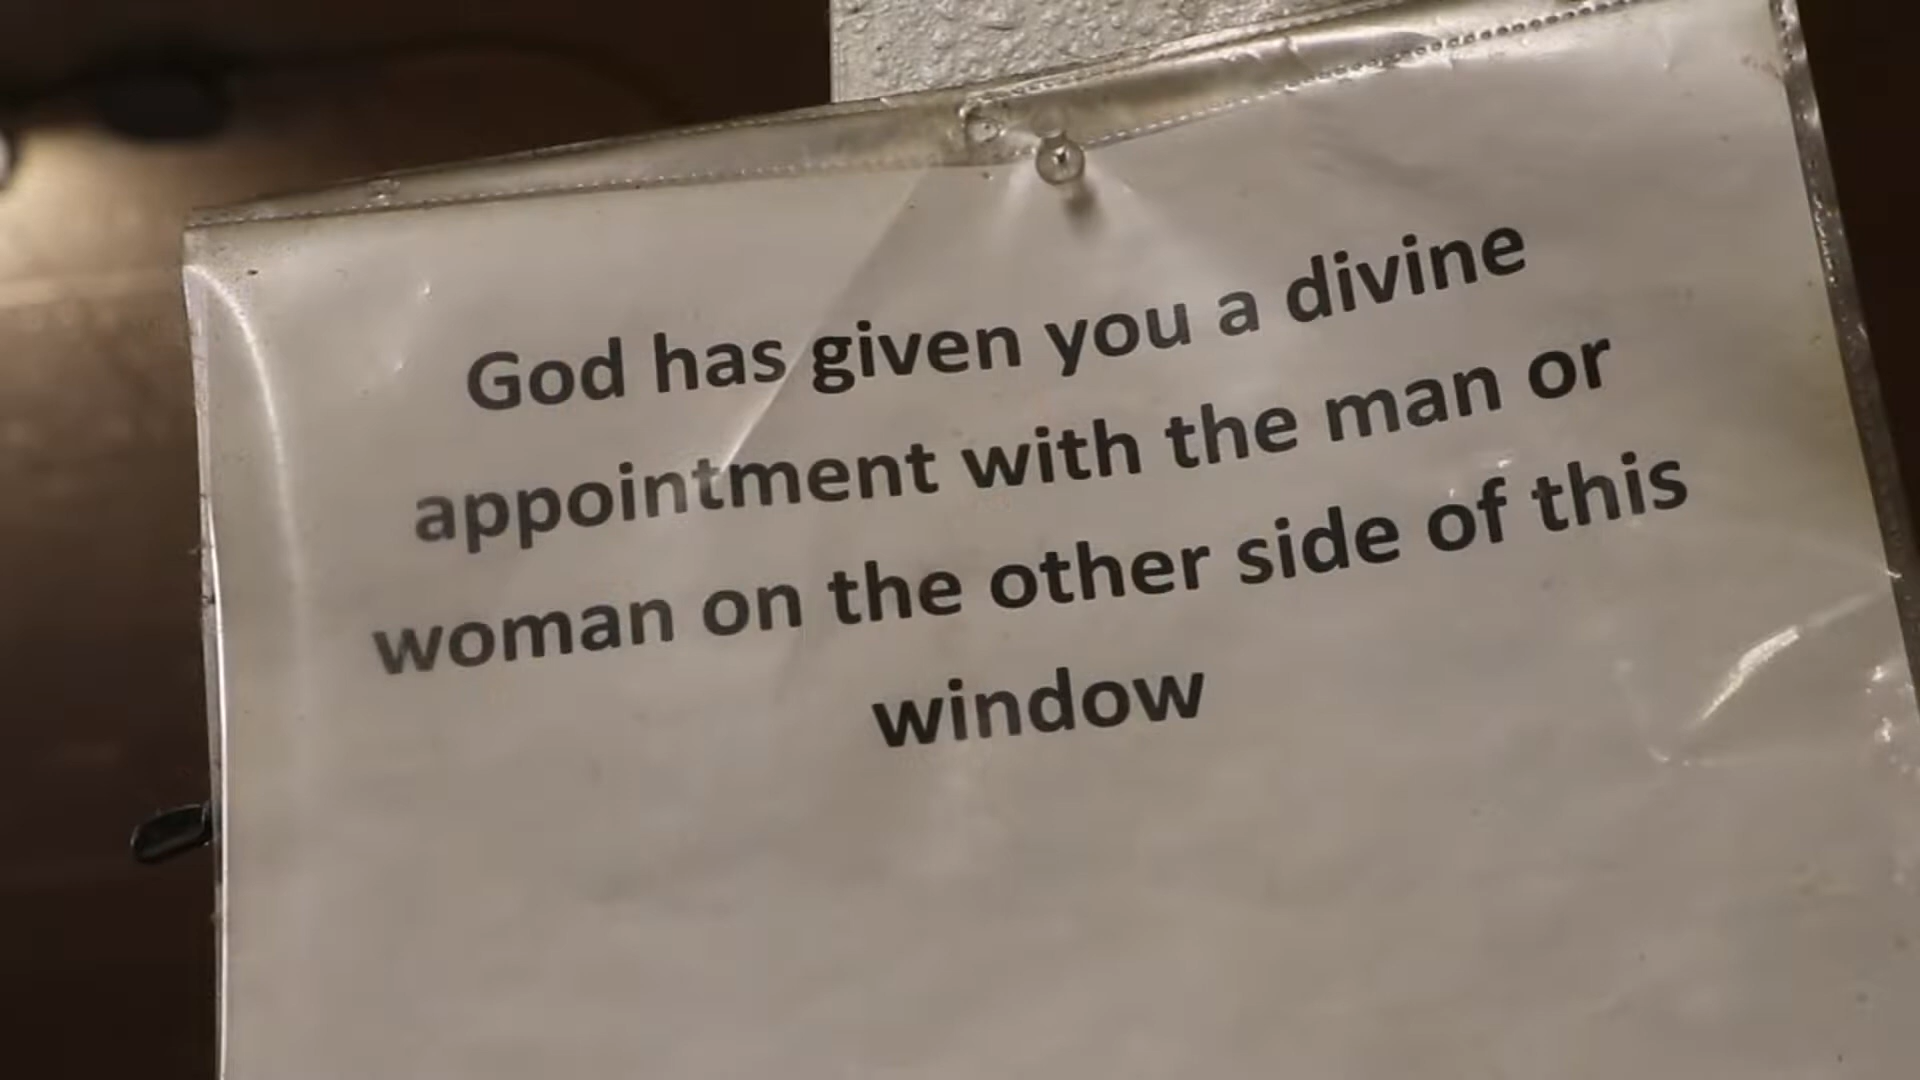 God has given you a divine
appointment with the man or
woman on the other side of this
window